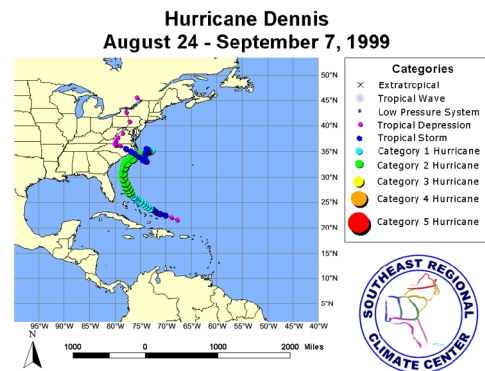 Hurricane Dennis
August 24 - September 7, 1999
Categories
Extratropical
Tropical Wave
Low Pressure System
Tropical Depression
Tropical Storm
Category 1 Hurricane
Category 2 Hurricane
Category 3 Hurricane
Category 4 Hurricane
Category 5 Hurricane
50°N
45°N
40°N
35°N
30°N
25°N
20°N
15°N
10°N
5°N
95°W 90°W 85°W 80°W 75°W 70°W 65°W 60°W 55°W 50°W 45°W 40°W
N
1000 0 1000 2000 Miles
SOUTHEAST REGIONAL
CLIMATE CENTER